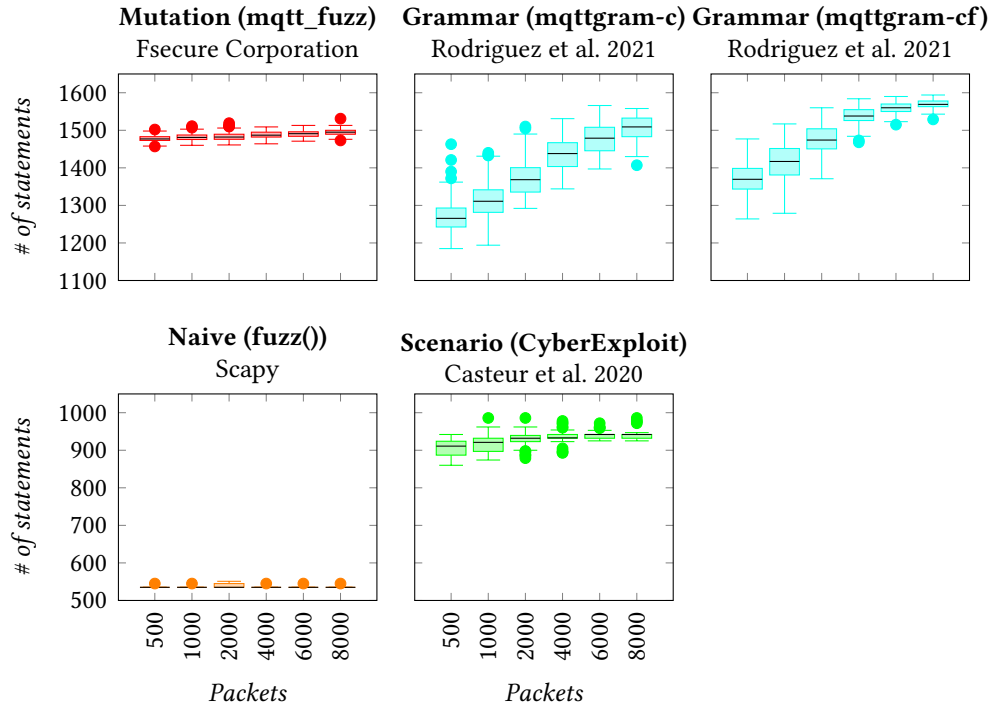 Mutation (mqtt_fuzz)
Fsecure Corporation
Grammar (mqttgram-c)
Rodriguez et al. 2021
Grammar (mqttgram-cf)
Rodriguez et al. 2021
# of statements
1600
1500
1400
1300
1200
1100
Naive (fuzz())
Scapy
Scenario (CyberExploit)
Casteur et al. 2020
# of statements
1000
900
800
700
600
500
500
1000
2000
4000
6000
8000
Packets
500
1000
2000
4000
6000
8000
Packets